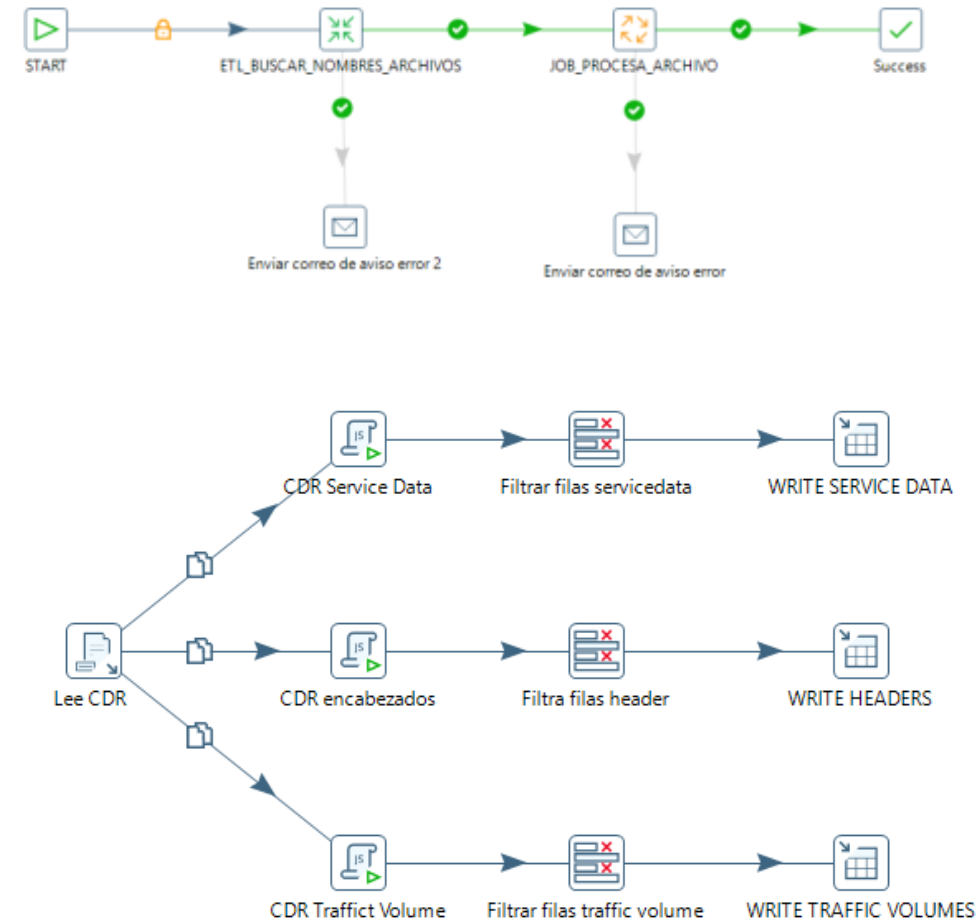 START
ETL_BUSCAR_NOMBRES_ARCHIVOS
JOB_PROCESA_ARCHIVO
Success
Enviar correo de aviso error 2
Enviar correo de aviso error
CDR Service Data
Filtrar filas servicedata
WRITE SERVICE DATA
Lee CDR
CDR encabezados
Filtra filas header
WRITE HEADERS
CDR Traffict Volume
Filtrar filas traffic volume
WRITE TRAFFIC VOLUMES